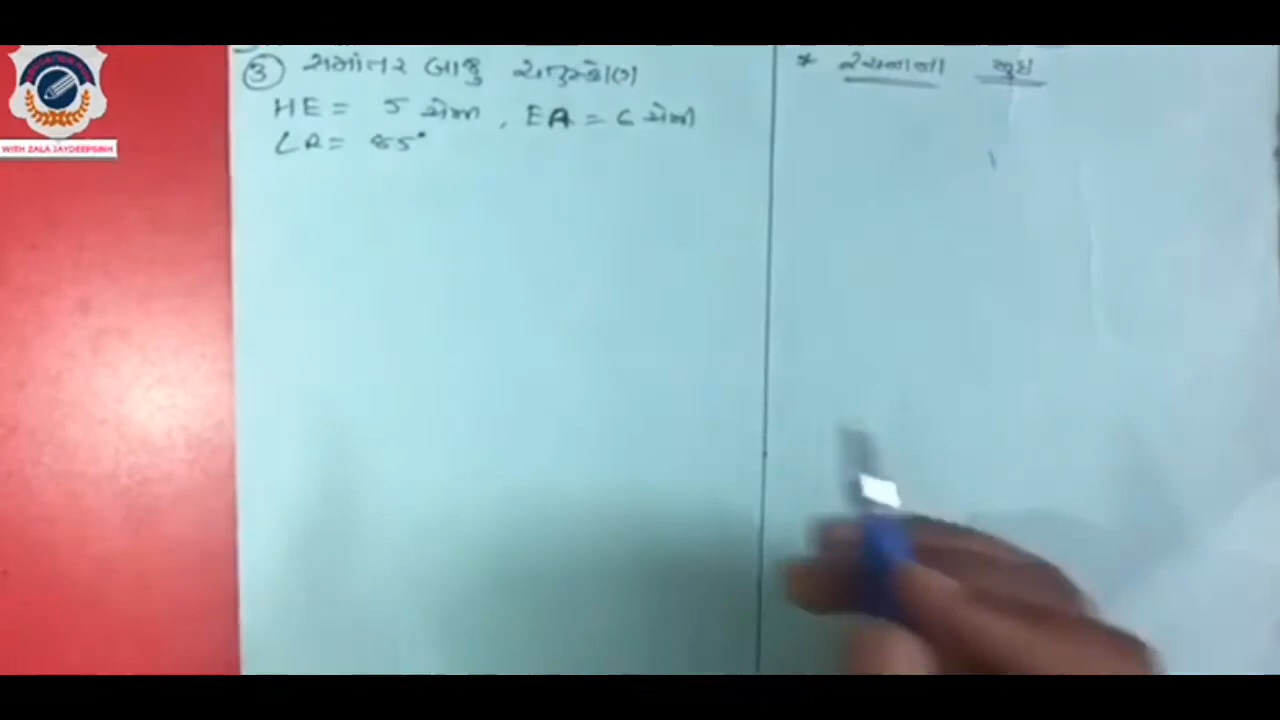 WITH ZALA JAYDEEPSINH
③ સમાંતર બાજુ ચતુષ્કોણ
HE = 5 સેમી , EA = 6 સેમી
∠R = 85°
* રચનાના મુદ્દા